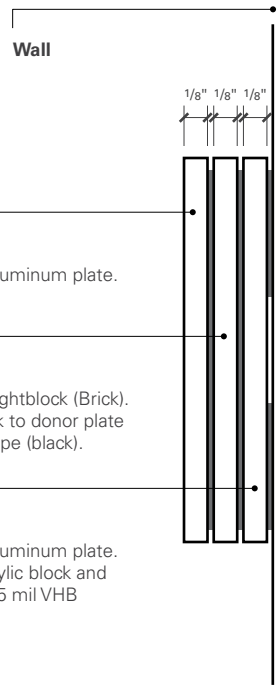 Wall
1/8" 1/8" 1/8"
uminum plate.
ghtblock (Brick).
k to donor plate
pe (black).
uminum plate.
ylic block and
5 mil VHB